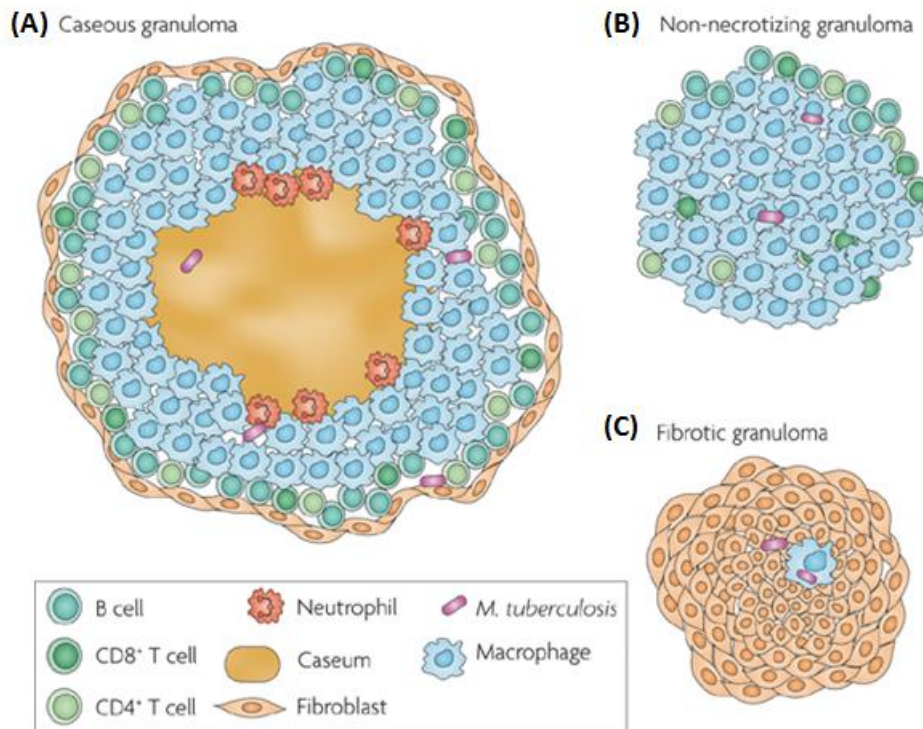 (A) Caseous granuloma
(B) Non-necrotizing granuloma
(C) Fibrotic granuloma
B cell
CD8⁺ T cell
CD4⁺ T cell
Neutrophil
Caseum
Fibroblast
M. tuberculosis
Macrophage